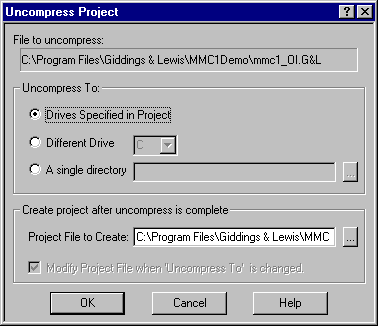 Uncompress Project
File to uncompress:
C:\Program Files\Giddings & Lewis\MMC1Demo\mmc1_OI.G&L
Uncompress To:
Drives Specified in Project
Different Drive
C
A single directory
...
Create project after uncompress is complete
Project File to Create: C:\Program Files\Giddings & Lewis\MMC ...
Modify Project File when 'Uncompress To' is changed.
OK Cancel Help